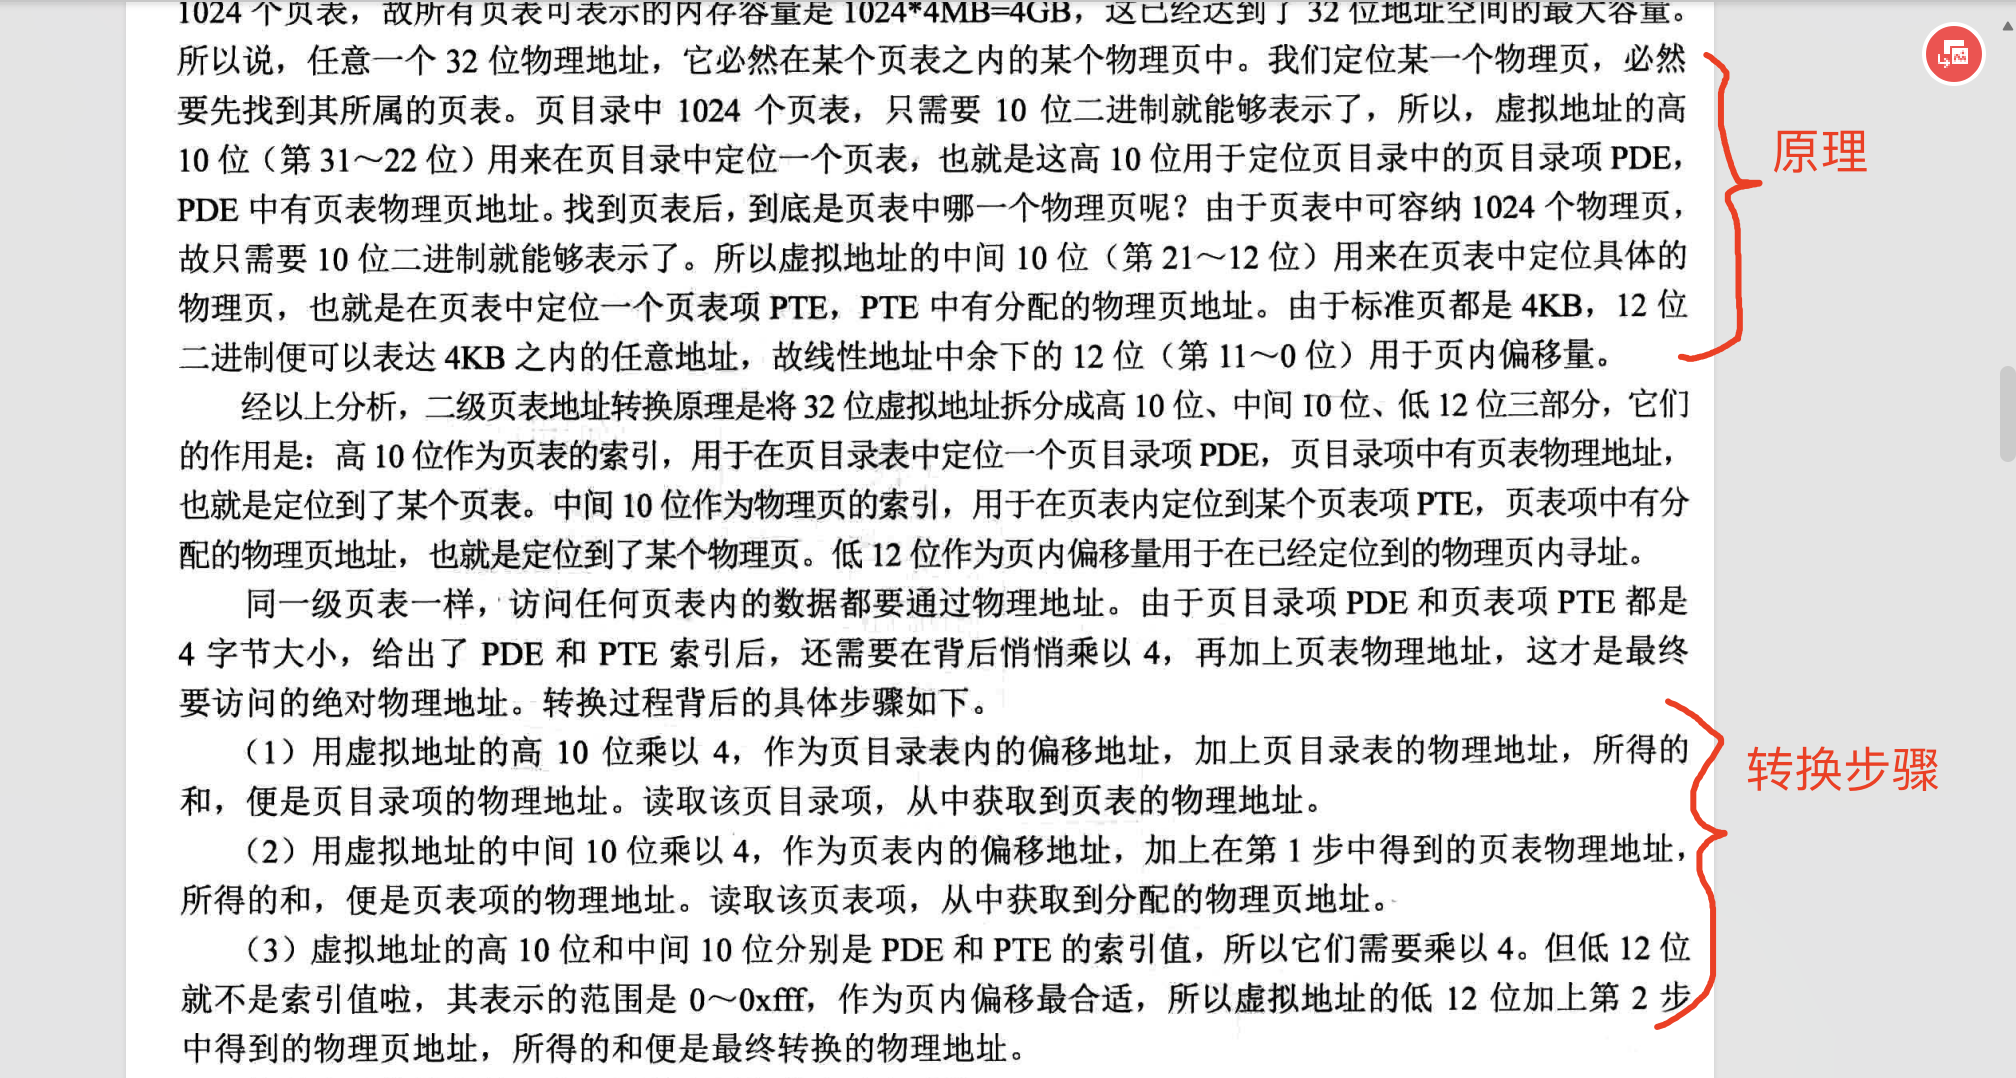 1024 个页表，故所有页表可表示的内存容量是 1024*4MB=4GB，这已经达到了 32 位地址空间的最大容量。
所以说，任意一个 32 位物理地址，它必然在某个页表之内的某个物理页中。我们定位某一个物理页，必然
要先找到其所属的页表。页目录中 1024 个页表，只需要 10 位二进制就能够表示了，所以，虚拟地址的高
10 位（第 31～22 位）用来在页目录中定位一个页表，也就是这高 10 位用于定位页目录中的页目录项 PDE，
PDE 中有页表物理页地址。找到页表后，到底是页表中哪一个物理页呢？由于页表中可容纳 1024 个物理页，
故只需要 10 位二进制就能够表示了。所以虚拟地址的中间 10 位（第 21～12 位）用来在页表中定位具体的
物理页，也就是在页表中定位一个页表项 PTE，PTE 中有分配的物理页地址。由于标准页都是 4KB，12 位
二进制便可以表达 4KB 之内的任意地址，故线性地址中余下的 12 位（第 11～0 位）用于页内偏移量。
原理
经以上分析，二级页表地址转换原理是将 32 位虚拟地址拆分成高 10 位、中间 10 位、低 12 位三部分，它们
的作用是：高 10 位作为页表的索引，用于在页目录表中定位一个页目录项 PDE，页目录项中有页表物理地址，
也就是定位到了某个页表。中间 10 位作为物理页的索引，用于在页表内定位到某个页表项 PTE，页表项中有分
配的物理页地址，也就是定位到了某个物理页。低 12 位作为页内偏移量用于在已经定位到的物理页内寻址。
同一级页表一样，访问任何页表内的数据都要通过物理地址。由于页目录项 PDE 和页表项 PTE 都是
4 字节大小，给出了 PDE 和 PTE 索引后，还需要在背后悄悄乘以 4，再加上页表物理地址，这才是最终
要访问的绝对物理地址。转换过程背后的具体步骤如下。
（1）用虚拟地址的高 10 位乘以 4，作为页目录表内的偏移地址，加上页目录表的物理地址，所得的
和，便是页目录项的物理地址。读取该页目录项，从中获取到页表的物理地址。
（2）用虚拟地址的中间 10 位乘以 4，作为页表内的偏移地址，加上在第 1 步中得到的页表物理地址，
所得的和，便是页表项的物理地址。读取该页表项，从中获取到分配的物理页地址。
（3）虚拟地址的高 10 位和中间 10 位分别是 PDE 和 PTE 的索引值，所以它们需要乘以 4。但低 12 位
就不是索引值啦，其表示的范围是 0～0xfff，作为页内偏移最合适，所以虚拟地址的低 12 位加上第 2 步
中得到的物理页地址，所得的和便是最终转换的物理地址。
转换步骤